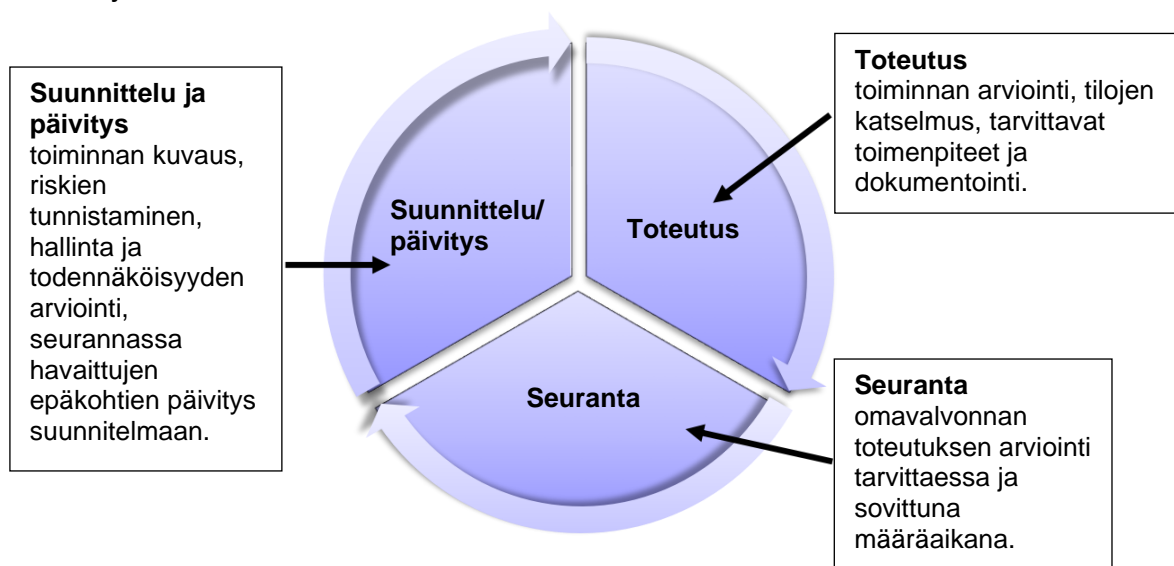 Suunnittelu ja
päivitys
toiminnan kuvaus,
riskien
tunnistaminen,
hallinta ja
todennäköisyyden
arviointi,
seurannassa
havaittujen
epäkohtien päivitys
suunnitelmaan.
Suunnittelu/
päivitys
Toteutus
Seuranta
Toteutus
toiminnan arviointi, tilojen
katselmus, tarvittavat
toimenpiteet ja
dokumentointi.
Seuranta
omavalvonnan
toteutuksen arviointi
tarvittaessa ja
sovittuna
määräaikana.